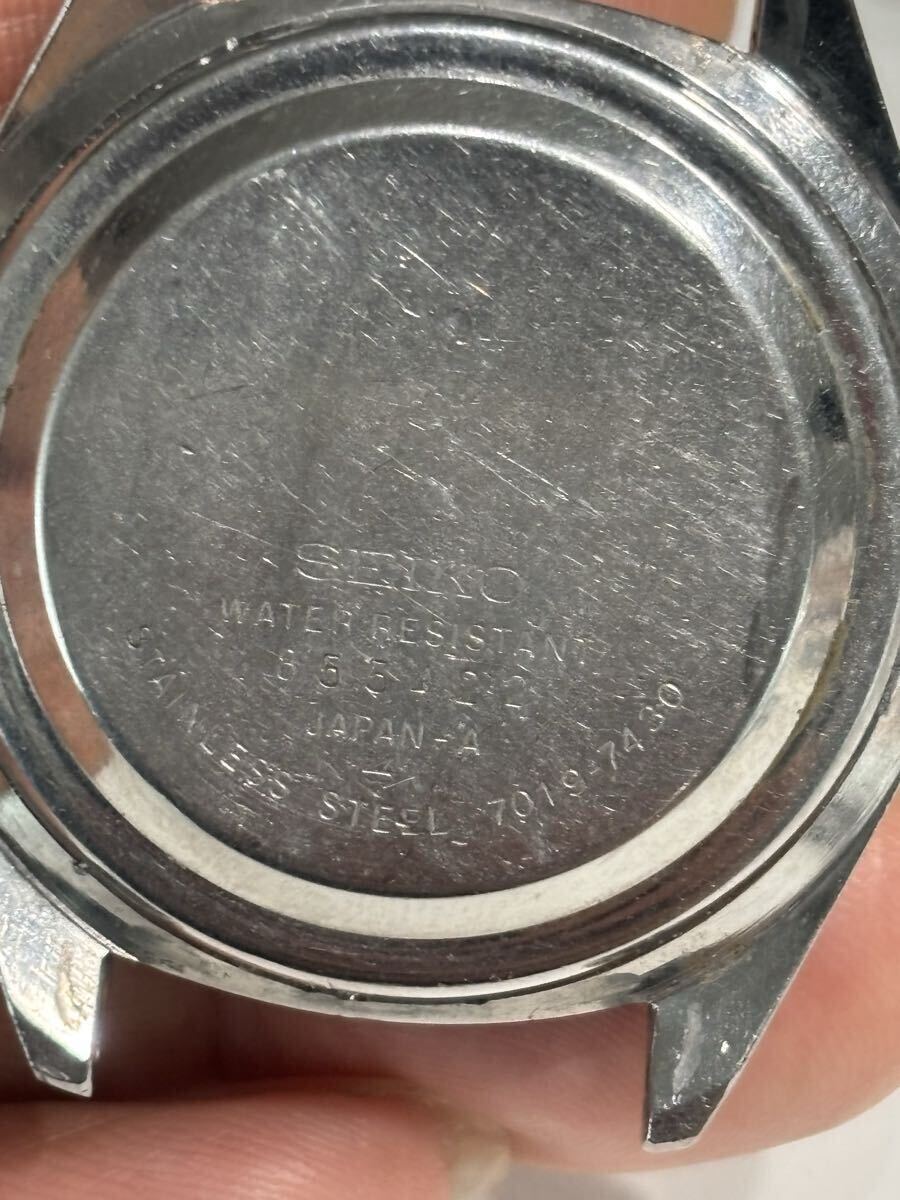 SEIKO
WATER RESISTANT
JAPAN-A
STAINLESS STEEL 7019-7430